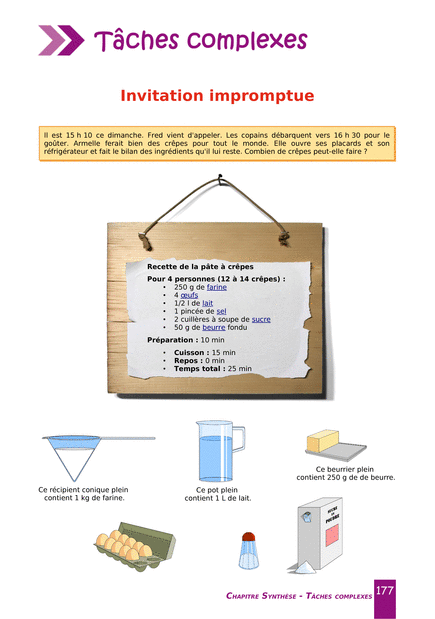 Tâches complexes
Invitation impromptue
Il est 15 h 10 ce dimanche. Fred vient d'appeler. Les copains débarquent vers 16 h 30 pour le
goûter. Armelle ferait bien des crêpes pour tout le monde. Elle ouvre ses placards et son
réfrigérateur et fait le bilan des ingrédients qu'il lui reste. Combien de crêpes peut-elle faire ?
Recette de la pâte à crêpes
Pour 4 personnes (12 à 14 crêpes) :
• 250 g de farine
• 4 œufs
• 1/2 l de lait
• 1 pincée de sel
• 2 cuillères à soupe de sucre
• 50 g de beurre fondu
Préparation : 10 min
• Cuisson : 15 min
• Repos : 0 min
• Temps total : 25 min
Ce récipient conique plein
contient 1 kg de farine.
Ce pot plein
contient 1 L de lait.
Ce beurrier plein
contient 250 g de de beurre.
CHAPITRE SYNTHÈSE - TÂCHES COMPLEXES 177